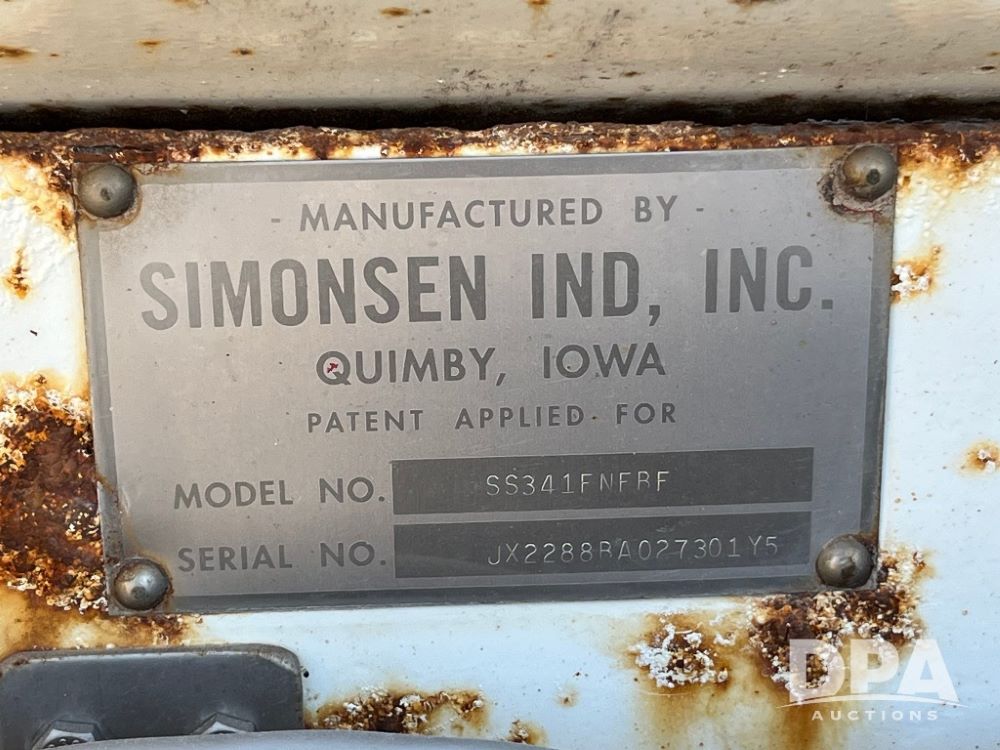 - MANUFACTURED BY -
SIMONSEN IND, INC.
QUIMBY, IOWA
PATENT APPLIED FOR
MODEL NO. SS341FNFBF
SERIAL NO. JX2288BA027301Y5
DPA
AUCTIONS